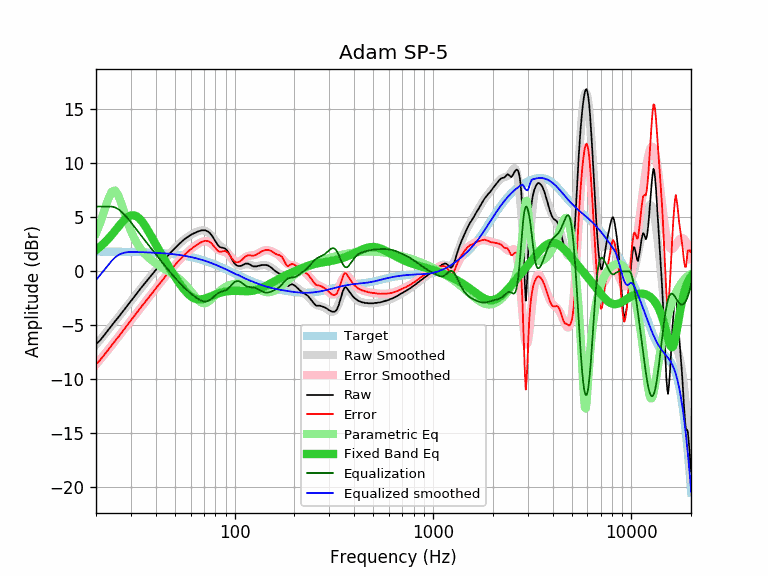 Adam SP-5
Amplitude (dBr)
15
10
5
0
−5
−10
−15
−20
Target
Raw Smoothed
Error Smoothed
Raw
Error
Parametric Eq
Fixed Band Eq
Equalization
Equalized smoothed
100
1000
10000
Frequency (Hz)